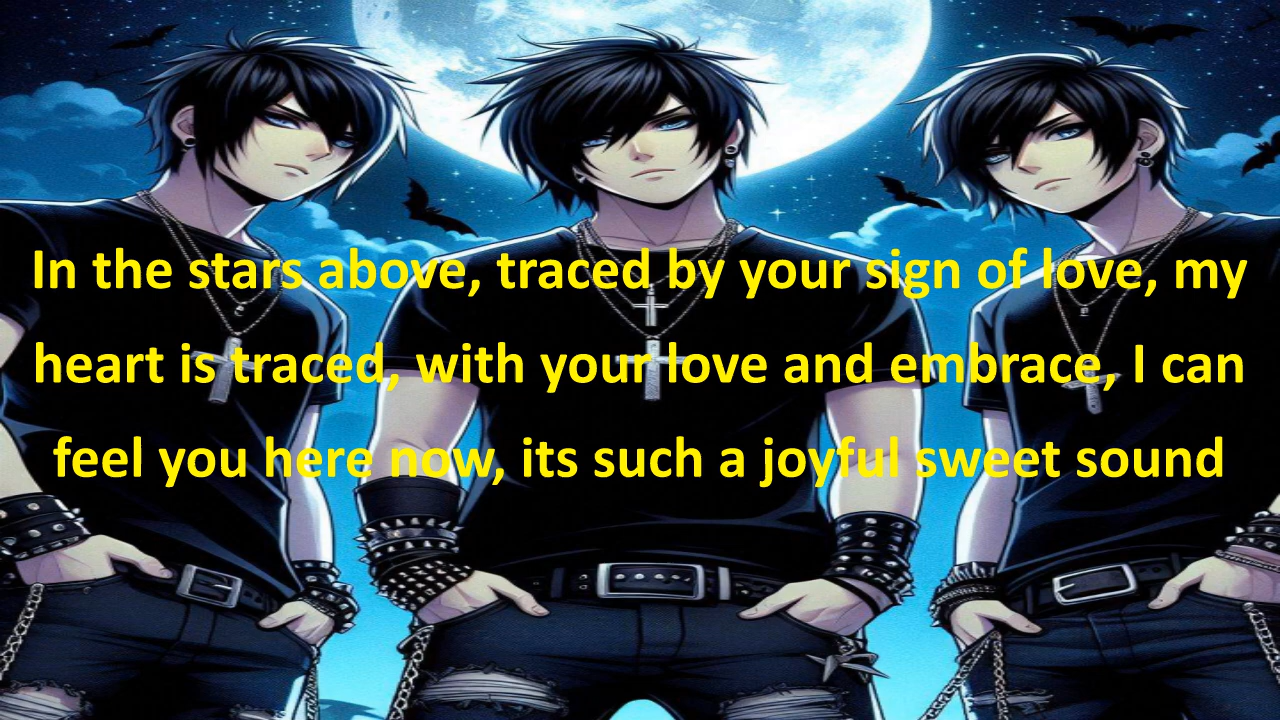 In the stars above, traced by your sign of love, my
heart is traced, with your love and embrace, I can
feel you here now, its such a joyful sweet sound